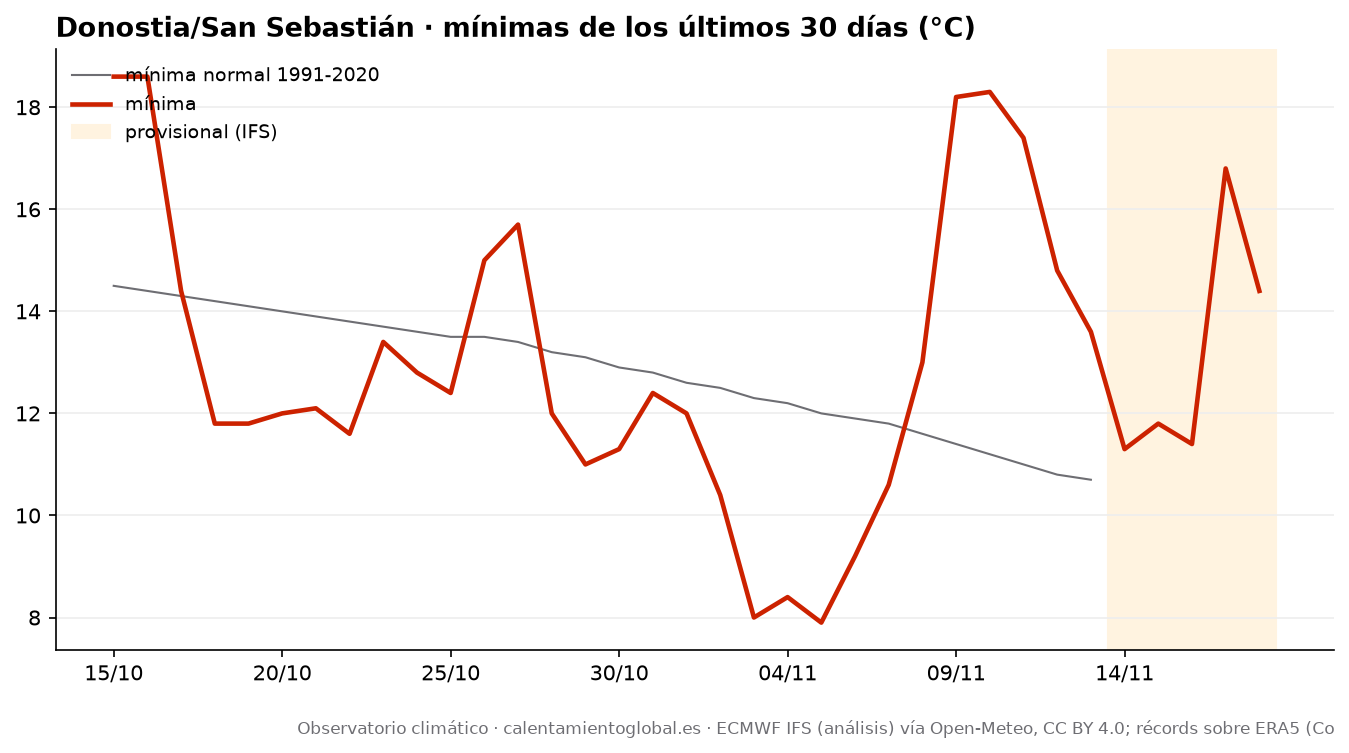 Donostia/San Sebastián · mínimas de los últimos 30 días (°C)
mínima normal 1991-2020
mínima
provisional (IFS)
18
16
14
12
10
8
15/10 20/10 25/10 30/10 04/11 09/11 14/11
Observatorio climático · calentamientoglobal.es · ECMWF IFS (análisis) vía Open-Meteo, CC BY 4.0; récords sobre ERA5 (Co